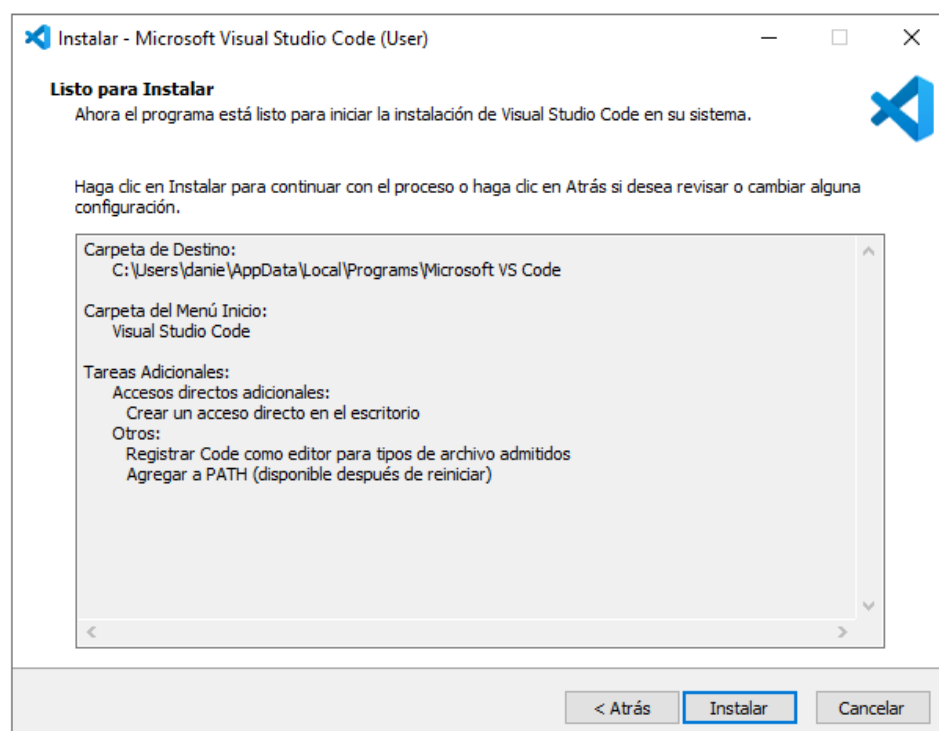 Instalar - Microsoft Visual Studio Code (User)
Listo para Instalar
Ahora el programa está listo para iniciar la instalación de Visual Studio Code en su sistema.
Haga clic en Instalar para continuar con el proceso o haga clic en Atrás si desea revisar o cambiar alguna
configuración.
Carpeta de Destino:
C:\Users\danie\AppData\Local\Programs\Microsoft VS Code
Carpeta del Menú Inicio:
Visual Studio Code
Tareas Adicionales:
Accesos directos adicionales:
Crear un acceso directo en el escritorio
Otros:
Registrar Code como editor para tipos de archivo admitidos
Agregar a PATH (disponible después de reiniciar)
< Atrás
Instalar
Cancelar